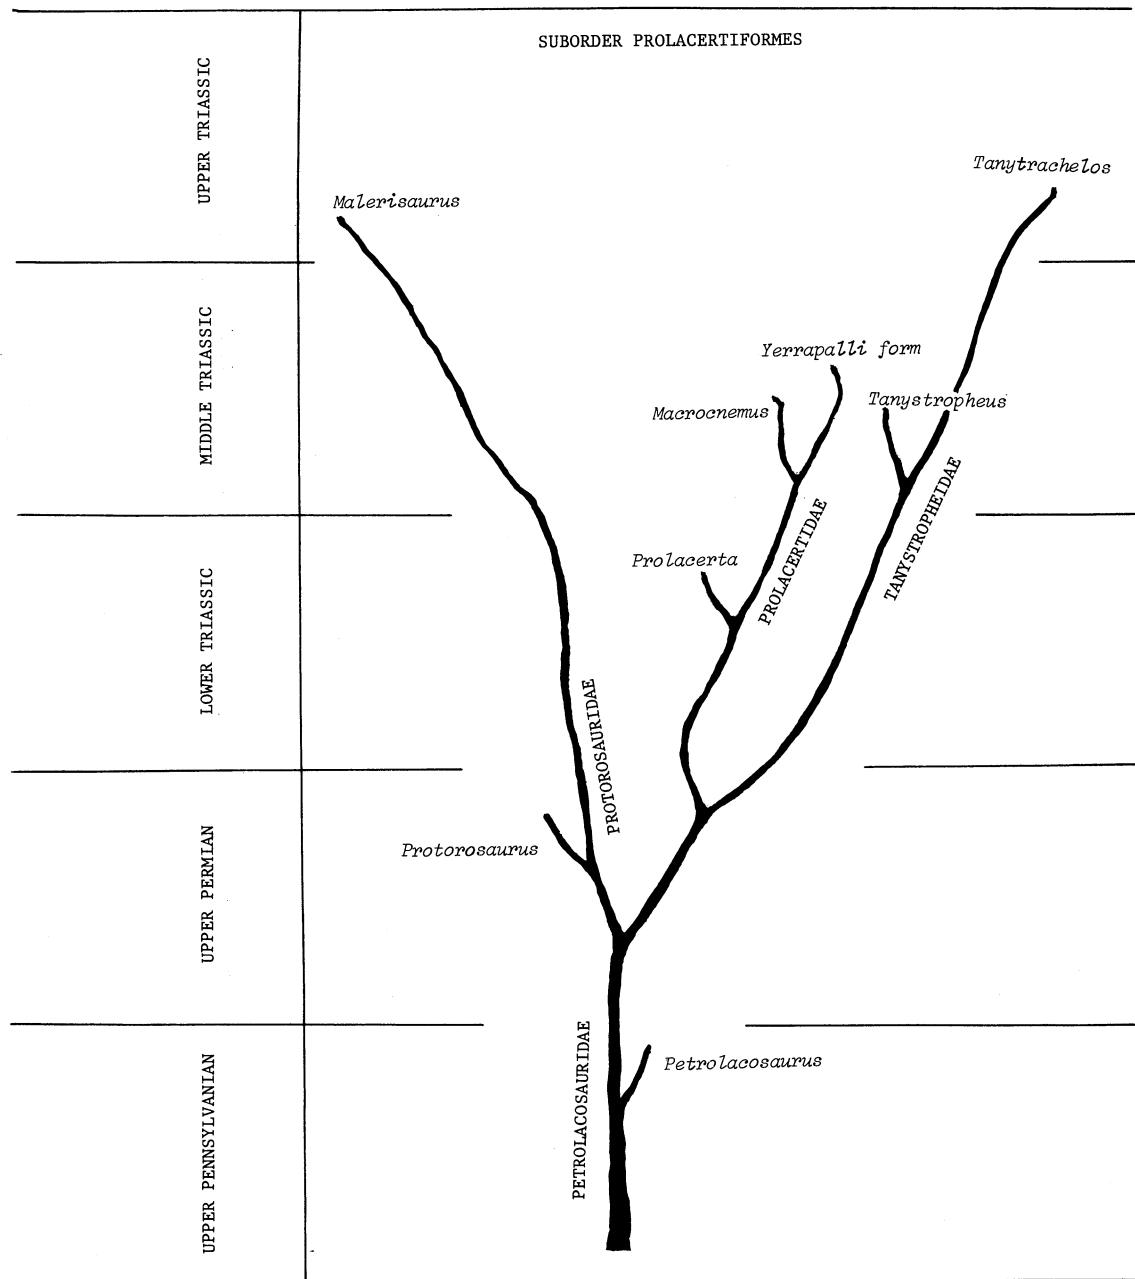 SUBORDER PROLACERTIFORMES
UPPER TRIASSIC
Tanytrachelos
Malerisaurus
MIDDLE TRIASSIC
Yerrapalli form
Tanystropheus
Macrocnemus
TANYSTROPHEIDAE
PROLACERTIDAE
Prolacerta
LOWER TRIASSIC
PROTOROSAURIDAE
Protorosaurus
UPPER PERMIAN
PETROLACOSAURIDAE
Petrolacosaurus
UPPER PENNSYLVANIAN